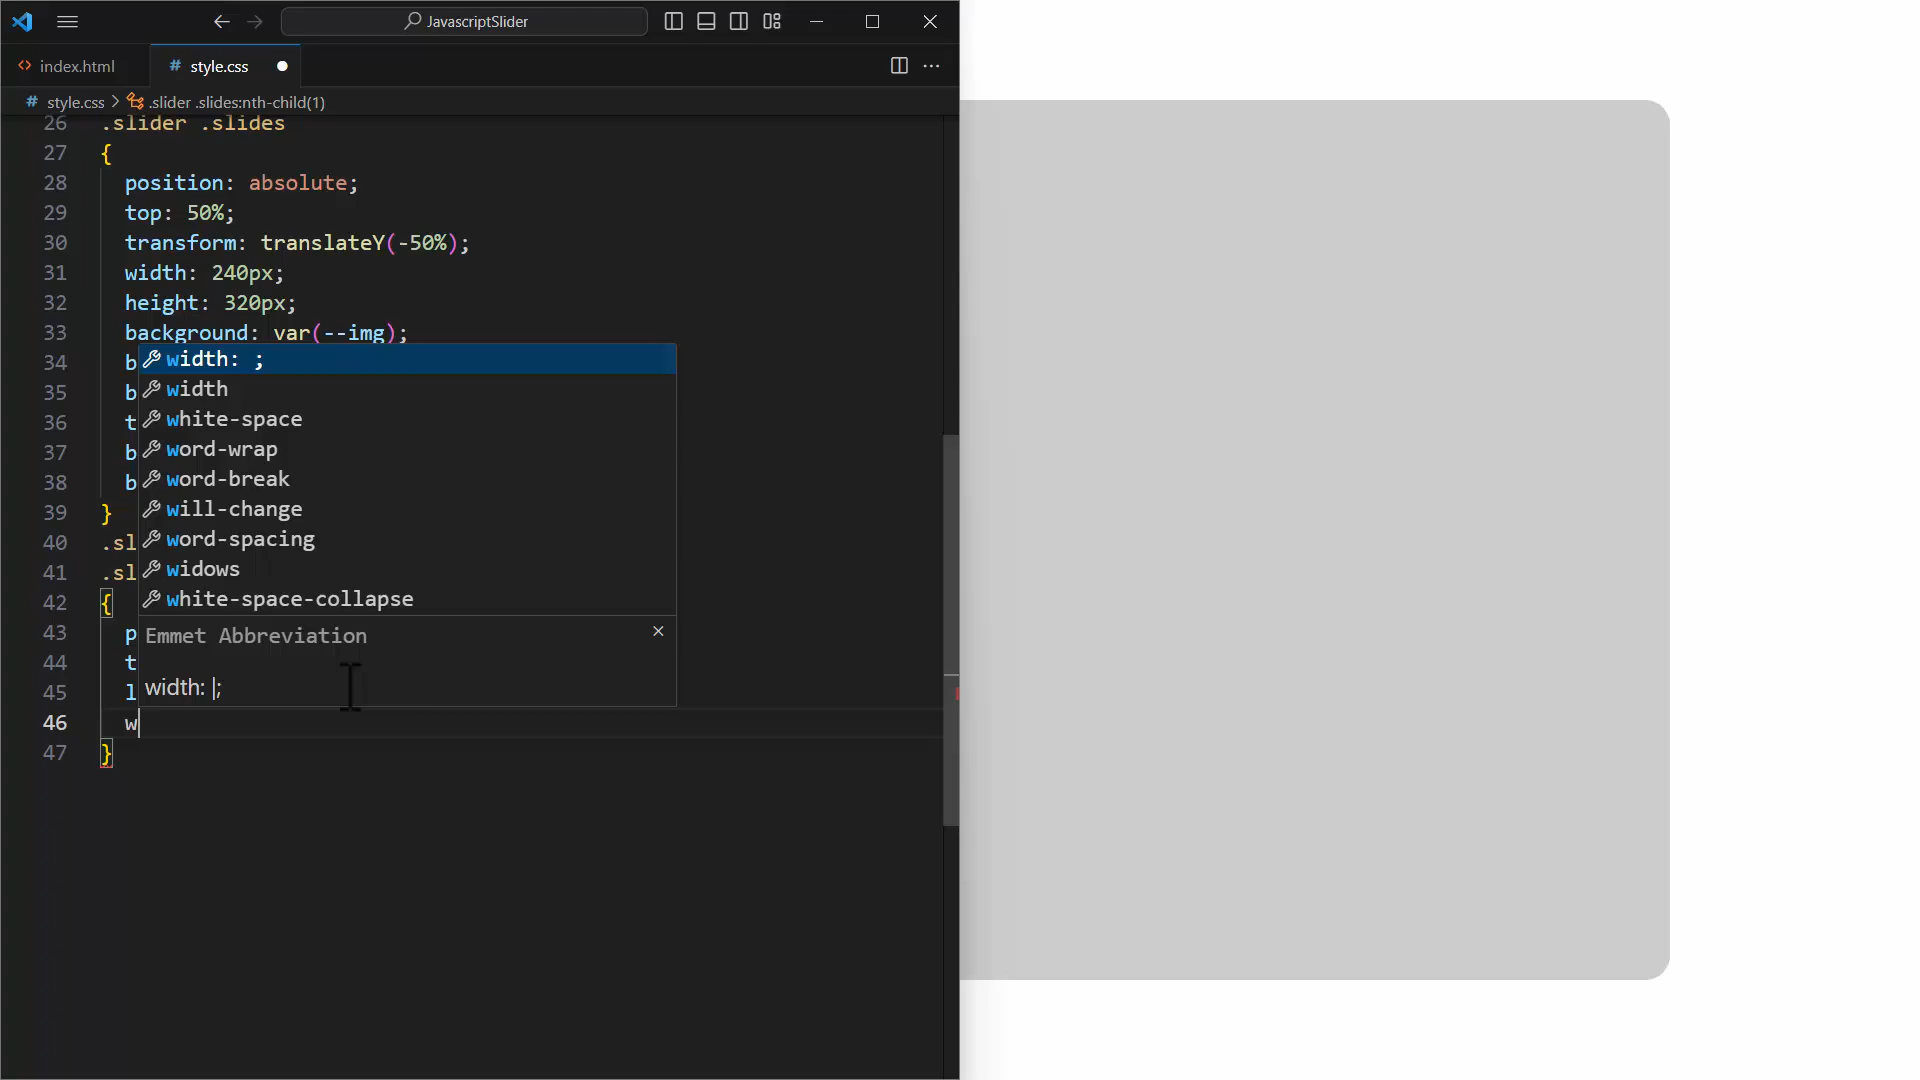 JavascriptSlider
index.html
# style.css
# style.css > .slider .slides:nth-child(1)
26 .slider .slides
27 {
28 position: absolute;
29 top: 50%;
30 transform: translateY(-50%);
31 width: 240px;
32 height: 320px;
33 background: var(--img);
34 b
35 b
36 t
37 b
38 b
39 }
40 .sl
41 .sl
42 {
43 p
44 t
45 l
46 w
47 }
width: ;
width
white-space
word-wrap
word-break
will-change
word-spacing
widows
white-space-collapse
Emmet Abbreviation
width: |;